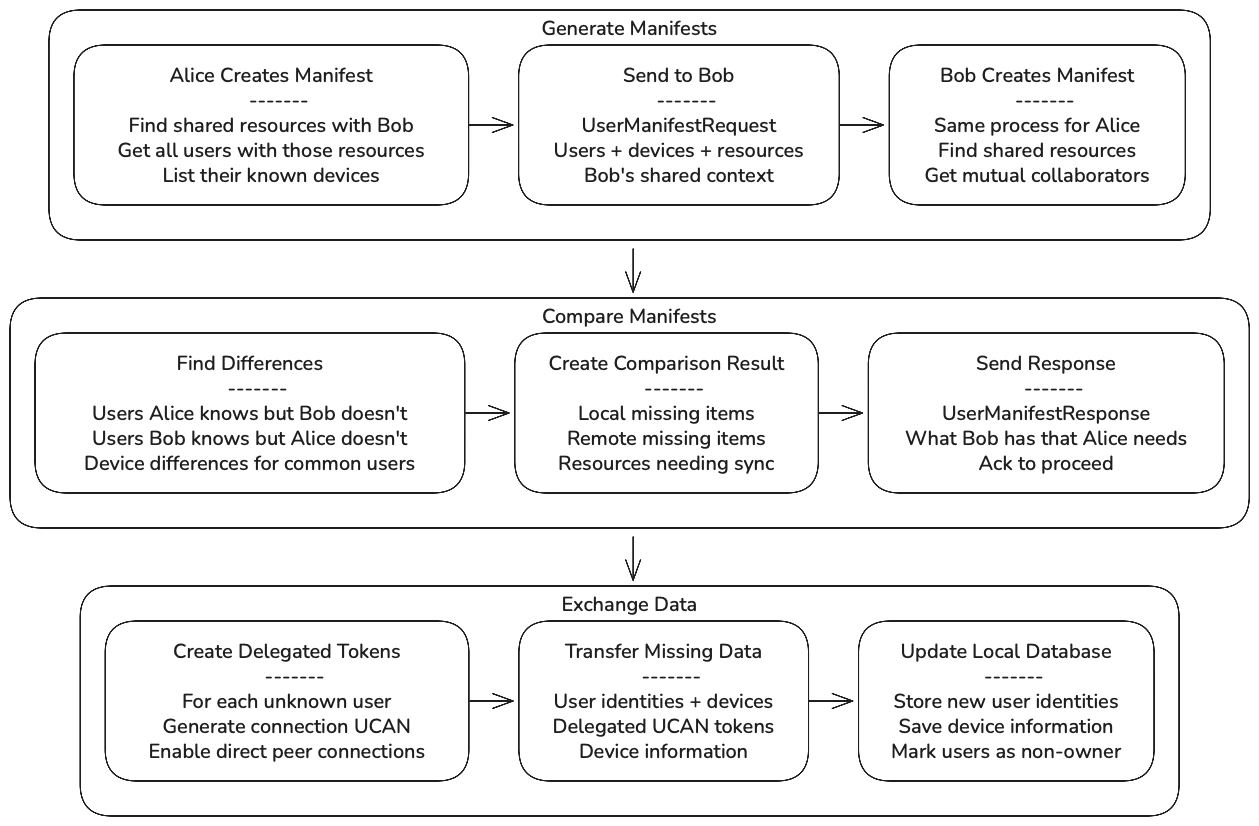 Generate Manifests
Alice Creates Manifest
-------
Find shared resources with Bob
Get all users with those resources
List their known devices
Send to Bob
-------
UserManifestRequest
Users + devices + resources
Bob's shared context
Bob Creates Manifest
-------
Same process for Alice
Find shared resources
Get mutual collaborators
Compare Manifests
Find Differences
-------
Users Alice knows but Bob doesn't
Users Bob knows but Alice doesn't
Device differences for common users
Create Comparison Result
-------
Local missing items
Remote missing items
Resources needing sync
Send Response
-------
UserManifestResponse
What Bob has that Alice needs
Ack to proceed
Exchange Data
Create Delegated Tokens
-------
For each unknown user
Generate connection UCAN
Enable direct peer connections
Transfer Missing Data
-------
User identities + devices
Delegated UCAN tokens
Device information
Update Local Database
-------
Store new user identities
Save device information
Mark users as non-owner